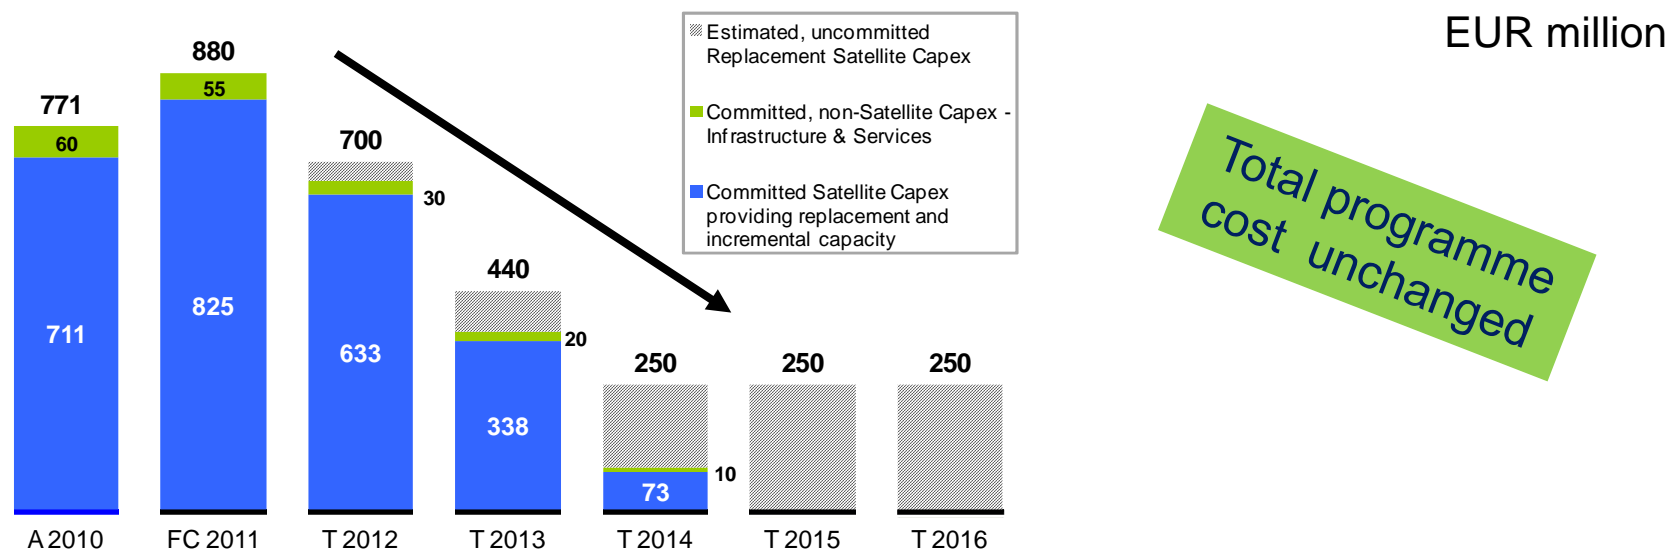 EUR million
Estimated, uncommitted
Replacement Satellite Capex
Committed, non-Satellite Capex -
Infrastructure & Services
Committed Satellite Capex
providing replacement and
incremental capacity
Total programme
cost unchanged
771
60
711
880
55
825
700
30
633
440
20
338
250
10
73
250
250
A 2010
FC 2011
T 2012
T 2013
T 2014
T 2015
T 2016